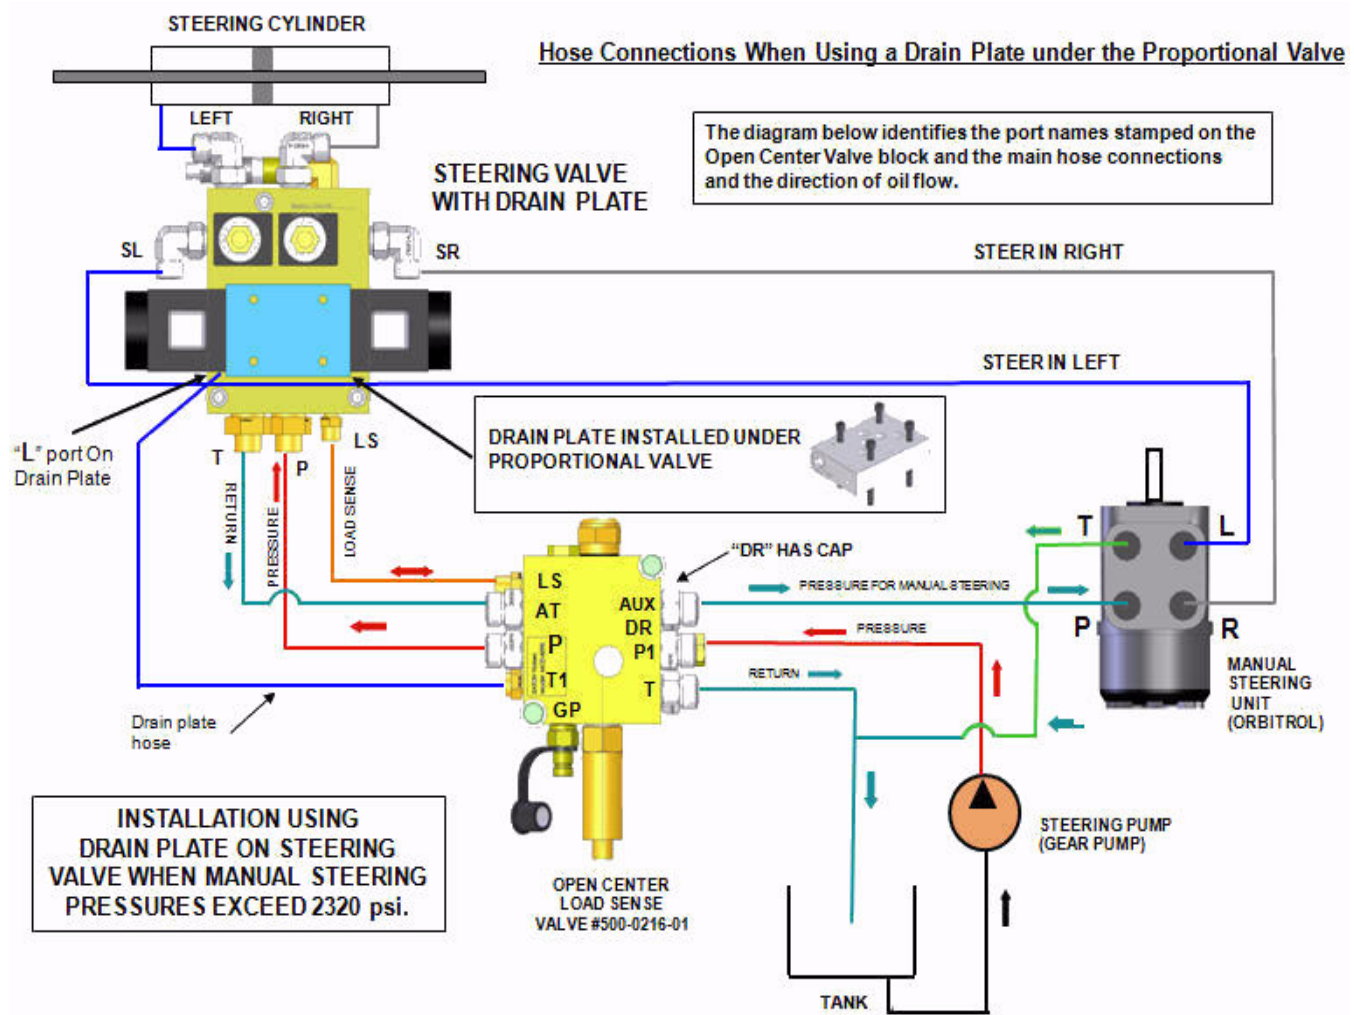 STEERING CYLINDER
Hose Connections When Using a Drain Plate under the Proportional Valve
LEFT
RIGHT
The diagram below identifies the port names stamped on the
Open Center Valve block and the main hose connections
and the direction of oil flow.
STEERING VALVE
WITH DRAIN PLATE
SL
SR
STEER IN RIGHT
STEER IN LEFT
"L" port On
Drain Plate
T
P
LS
RETURN
PRESSURE
LOAD SENSE
DRAIN PLATE INSTALLED UNDER
PROPORTIONAL VALVE
"DR" HAS CAP
LS
AT
P
T1
GP
AUX
DR
P1
T
PRESSURE FOR MANUAL STEERING
PRESSURE
RETURN
T
L
P
R
MANUAL
STEERING
UNIT
(ORBITROL)
Drain plate
hose
INSTALLATION USING
DRAIN PLATE ON STEERING
VALVE WHEN MANUAL STEERING
PRESSURES EXCEED 2320 psi.
STEERING PUMP
(GEAR PUMP)
OPEN CENTER
LOAD SENSE
VALVE #500-0216-01
TANK